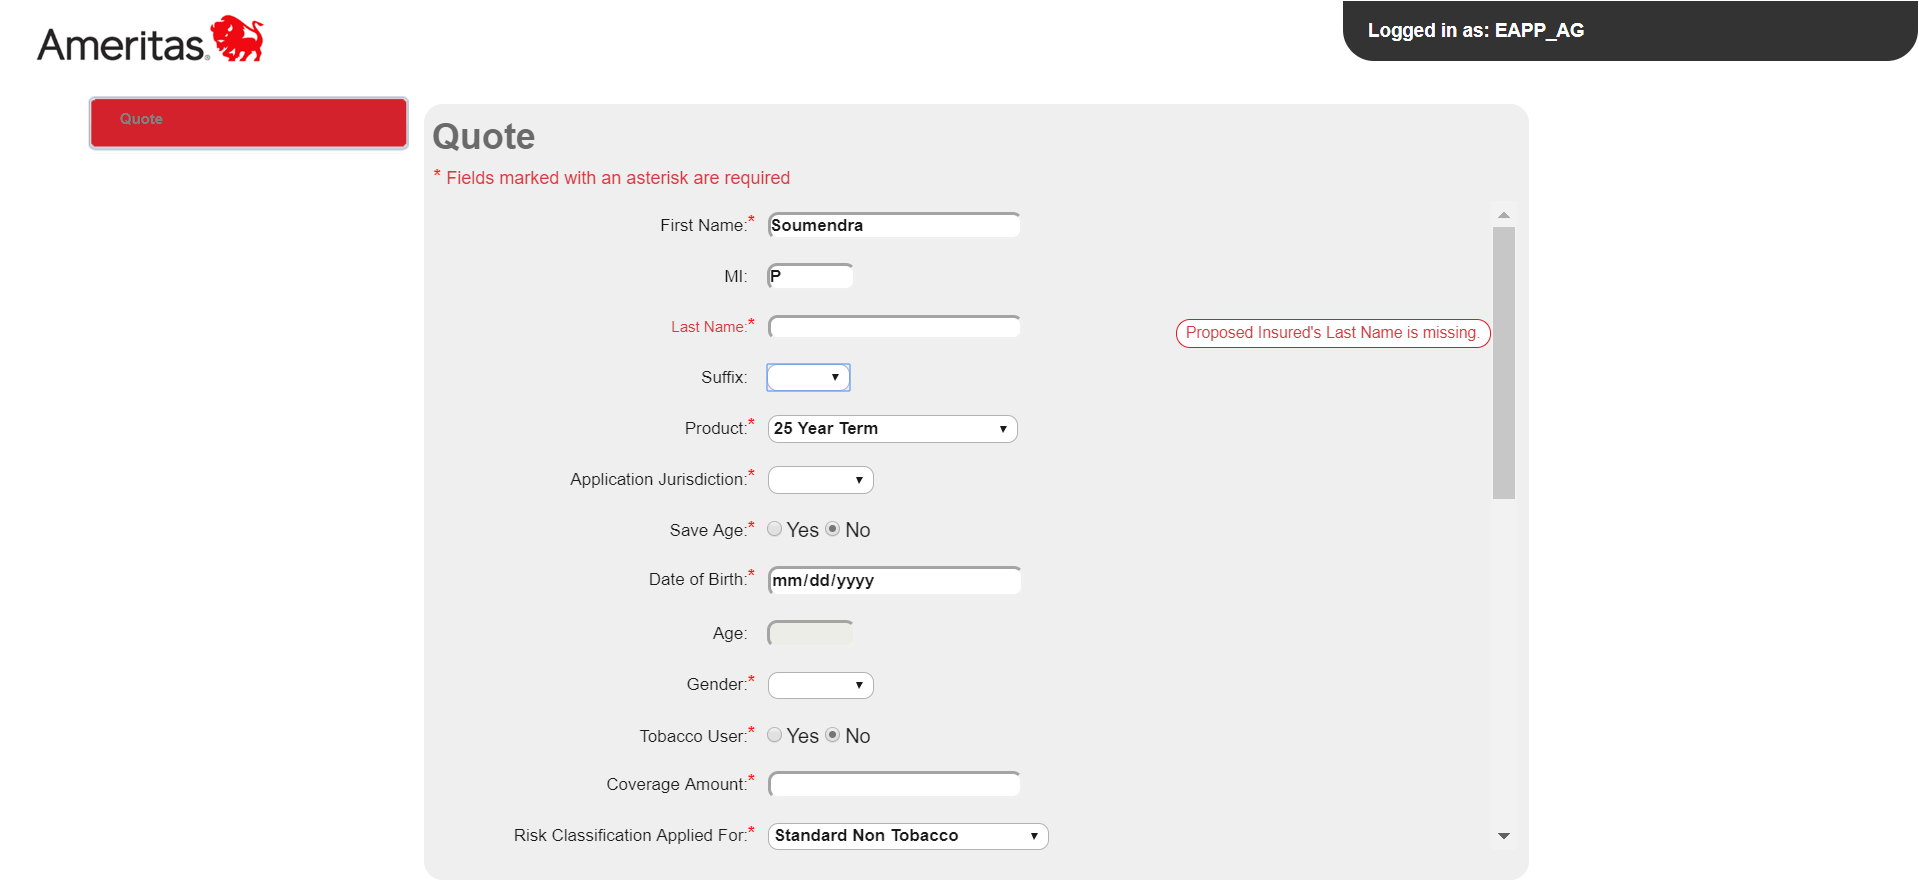 Ameritas®
Logged in as: EAPP_AG
Quote
Quote
* Fields marked with an asterisk are required
First Name:* Soumendra
MI: P
Last Name:* Proposed Insured's Last Name is missing.
Suffix:
Product:* 25 Year Term
Application Jurisdiction:*
Save Age:* Yes No
Date of Birth:* mm/dd/yyyy
Age:
Gender:*
Tobacco User:* Yes No
Coverage Amount:*
Risk Classification Applied For:* Standard Non Tobacco